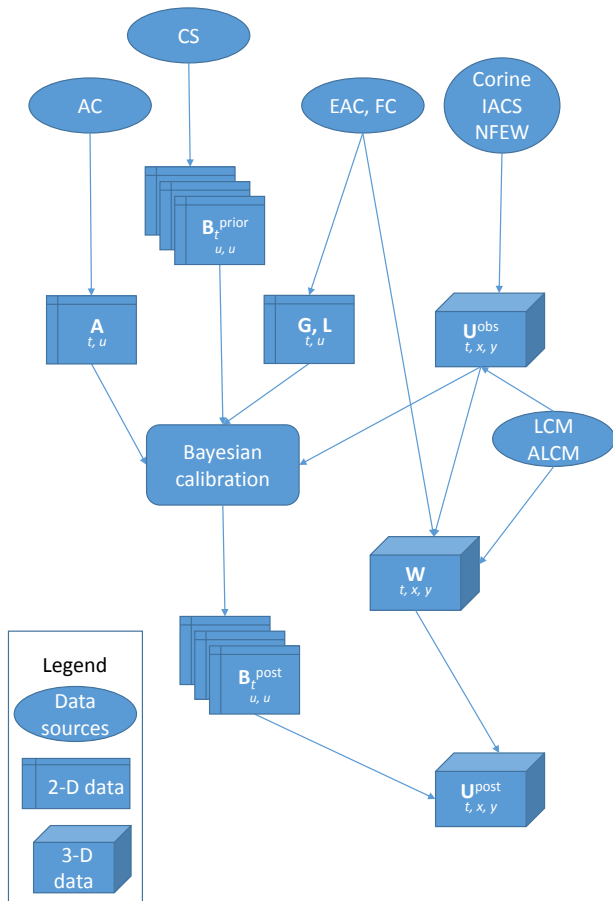 CS
AC
EAC, FC
Corine
IACS
NFEW
B_t^prior
u, u
A
t, u
G, L
t, u
U^obs
t, x, y
LCM
ALCM
Bayesian
calibration
W
t, x, y
B_t^post
u, u
U^post
t, x, y
Legend
Data
sources
2-D data
3-D
data